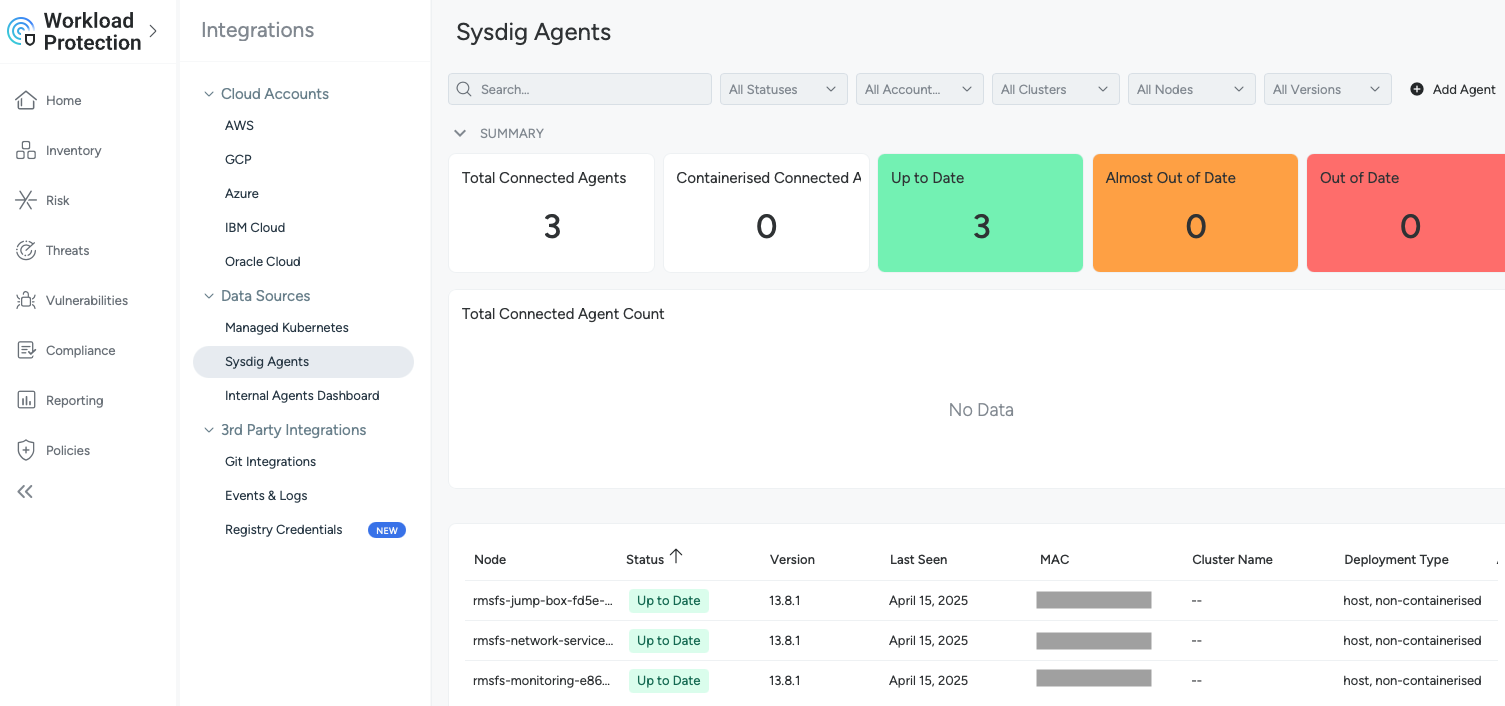 Workload
Protection
Home
Inventory
Risk
Threats
Vulnerabilities
Compliance
Reporting
Policies
Integrations
Cloud Accounts
AWS
GCP
Azure
IBM Cloud
Oracle Cloud
Data Sources
Managed Kubernetes
Sysdig Agents
Internal Agents Dashboard
3rd Party Integrations
Git Integrations
Events & Logs
Registry Credentials NEW
Sysdig Agents
Search... All Statuses All Account... All Clusters All Nodes All Versions Add Agent
SUMMARY
Total Connected Agents Containerised Connected A Up to Date Almost Out of Date Out of Date
3 0 3 0 0
Total Connected Agent Count
No Data
Node Status Version Last Seen MAC Cluster Name Deployment Type
rmsfs-jump-box-fd5e-... Up to Date 13.8.1 April 15, 2025 -- host, non-containerised
rmsfs-network-service... Up to Date 13.8.1 April 15, 2025 -- host, non-containerised
rmsfs-monitoring-e86... Up to Date 13.8.1 April 15, 2025 -- host, non-containerised